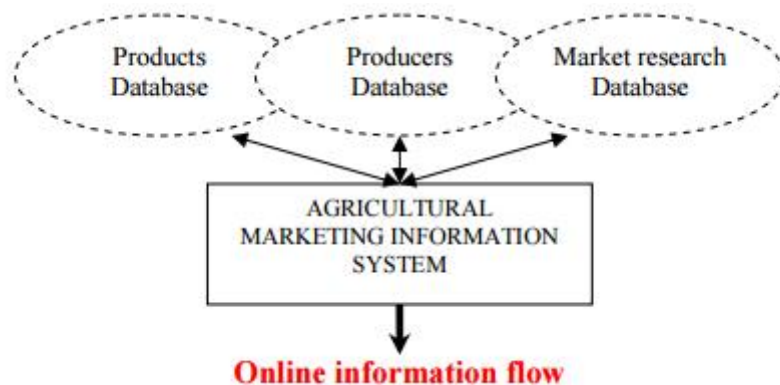 Products
Database
Producers
Database
Market research
Database
AGRICULTURAL
MARKETING INFORMATION
SYSTEM
Online information flow